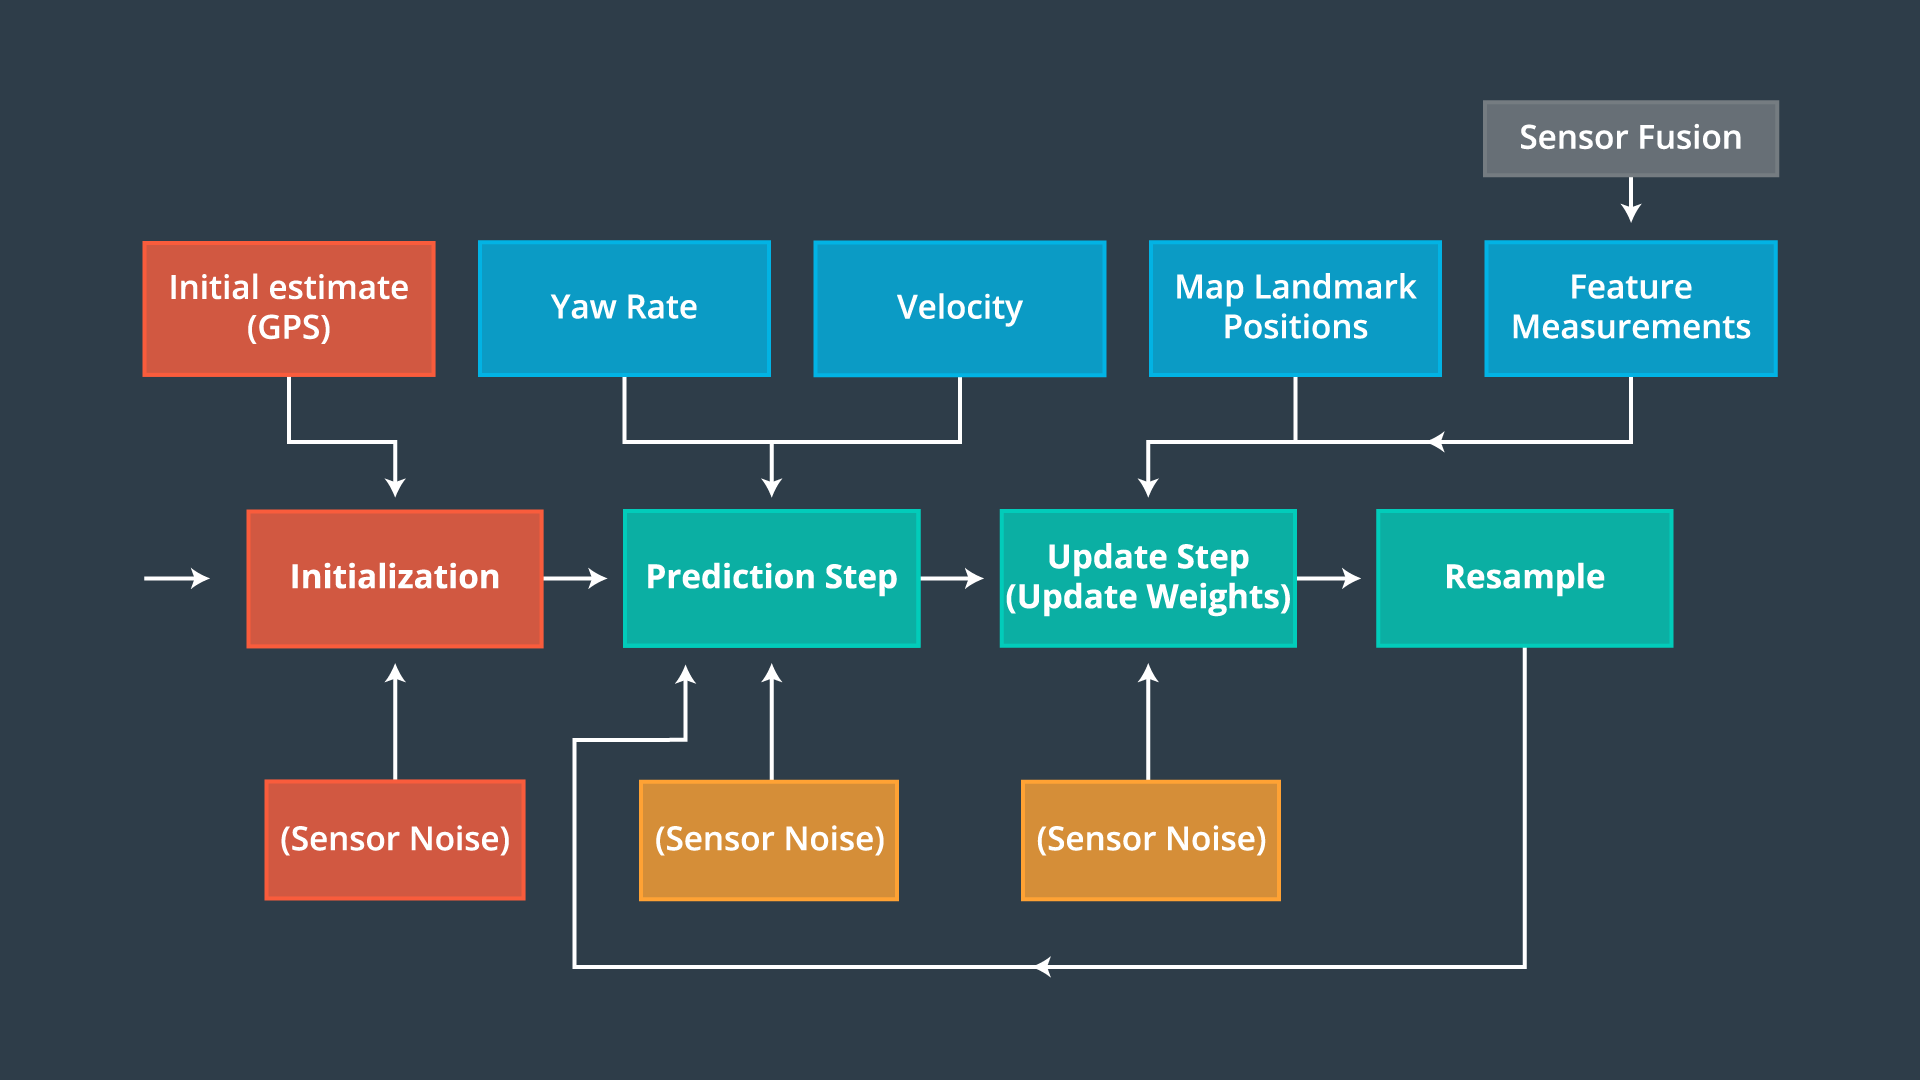 Sensor Fusion
Initial estimate
(GPS)
Yaw Rate
Velocity
Map Landmark
Positions
Feature
Measurements
Initialization
Prediction Step
Update Step
(Update Weights)
Resample
(Sensor Noise)
(Sensor Noise)
(Sensor Noise)